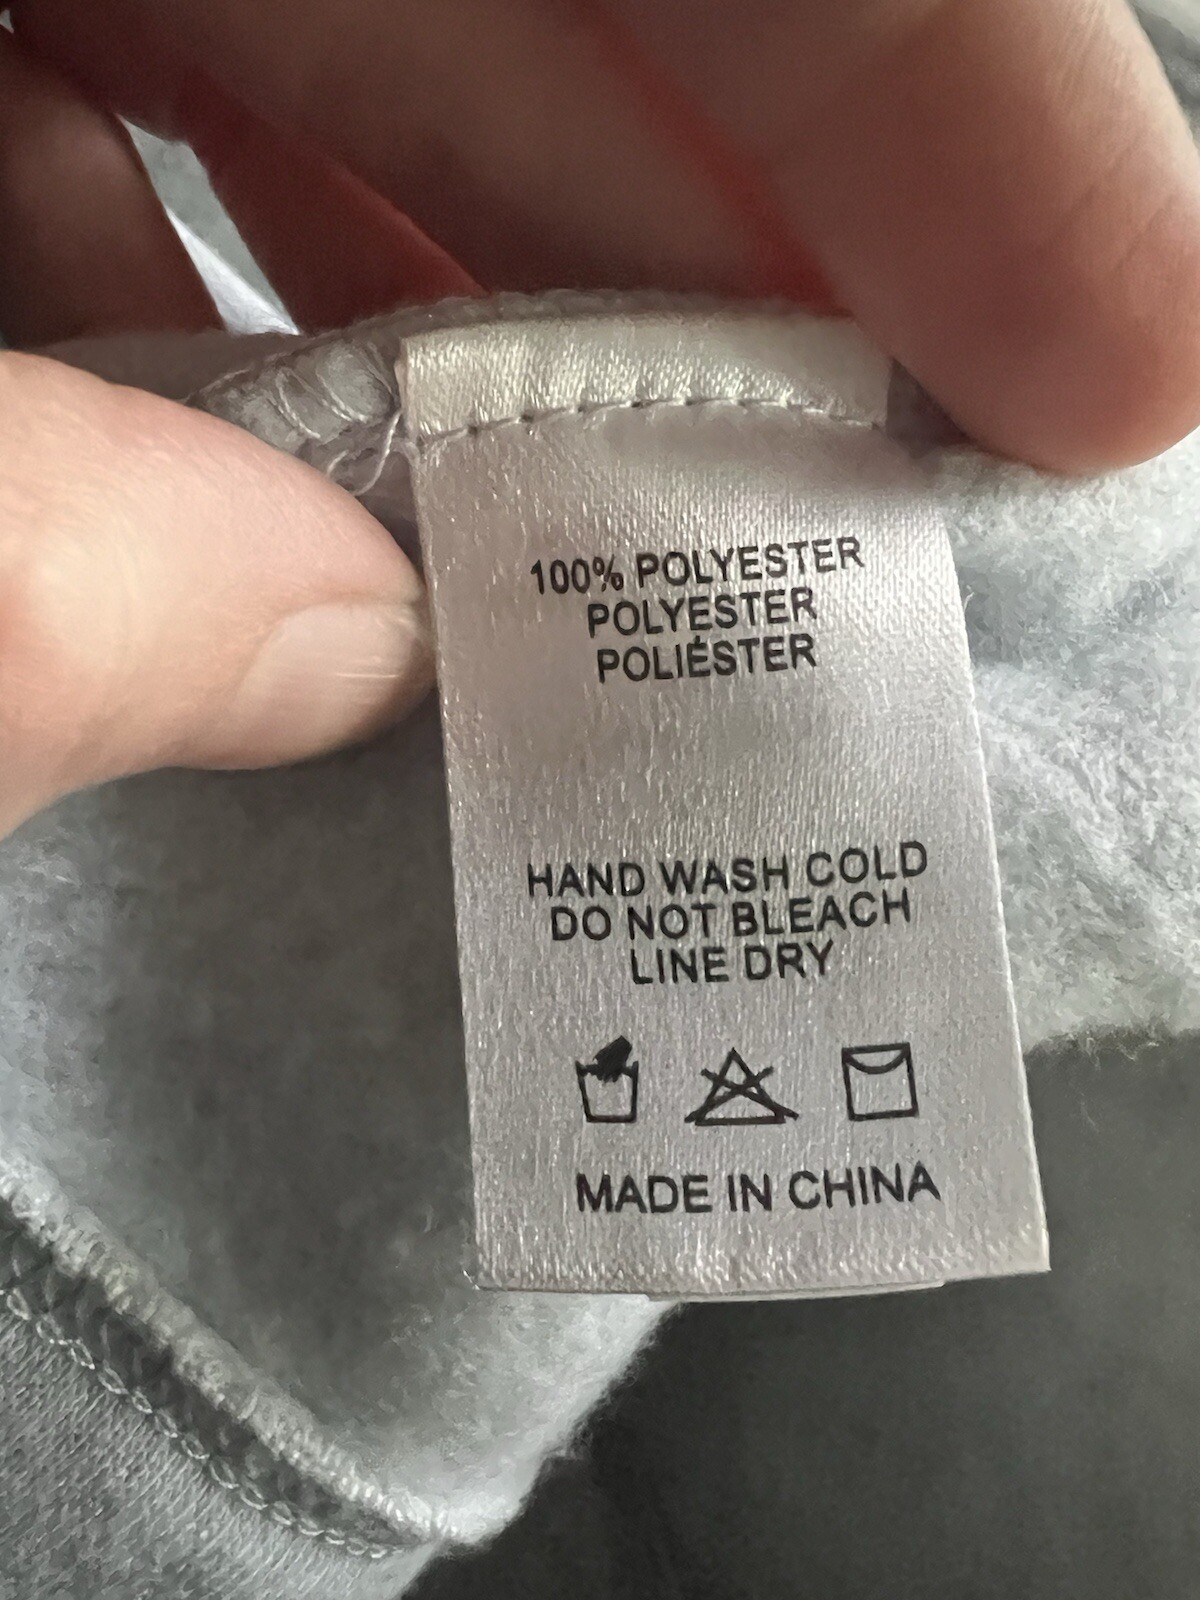 100% POLYESTER
POLYESTER
POLIÉSTER
HAND WASH COLD
DO NOT BLEACH
LINE DRY
MADE IN CHINA